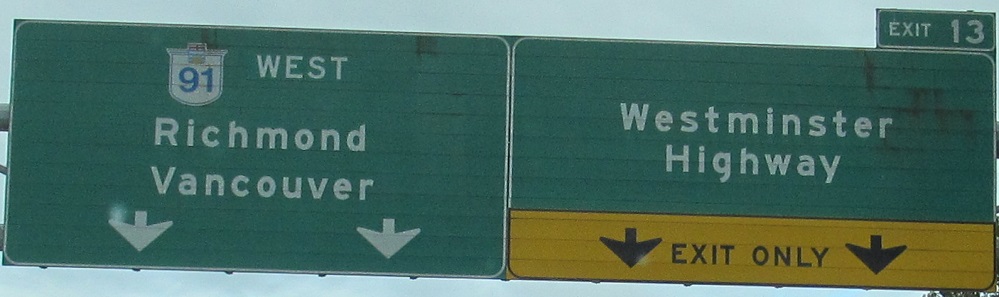 91 WEST
Richmond
Vancouver
EXIT 13
Westminster
Highway
EXIT ONLY